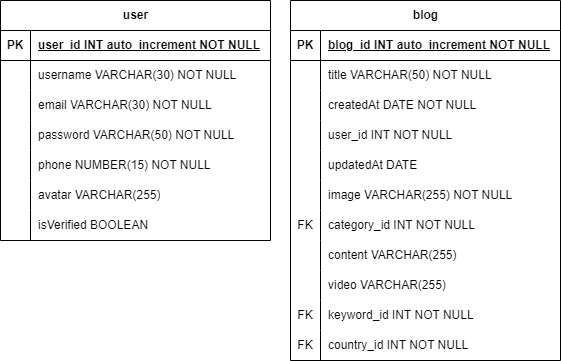 user
PK user_id INT auto_increment NOT NULL
username VARCHAR(30) NOT NULL
email VARCHAR(30) NOT NULL
password VARCHAR(50) NOT NULL
phone NUMBER(15) NOT NULL
avatar VARCHAR(255)
isVerified BOOLEAN
blog
PK blog_id INT auto_increment NOT NULL
title VARCHAR(50) NOT NULL
createdAt DATE NOT NULL
user_id INT NOT NULL
updatedAt DATE
image VARCHAR(255) NOT NULL
FK category_id INT NOT NULL
content VARCHAR(255)
video VARCHAR(255)
FK keyword_id INT NOT NULL
FK country_id INT NOT NULL